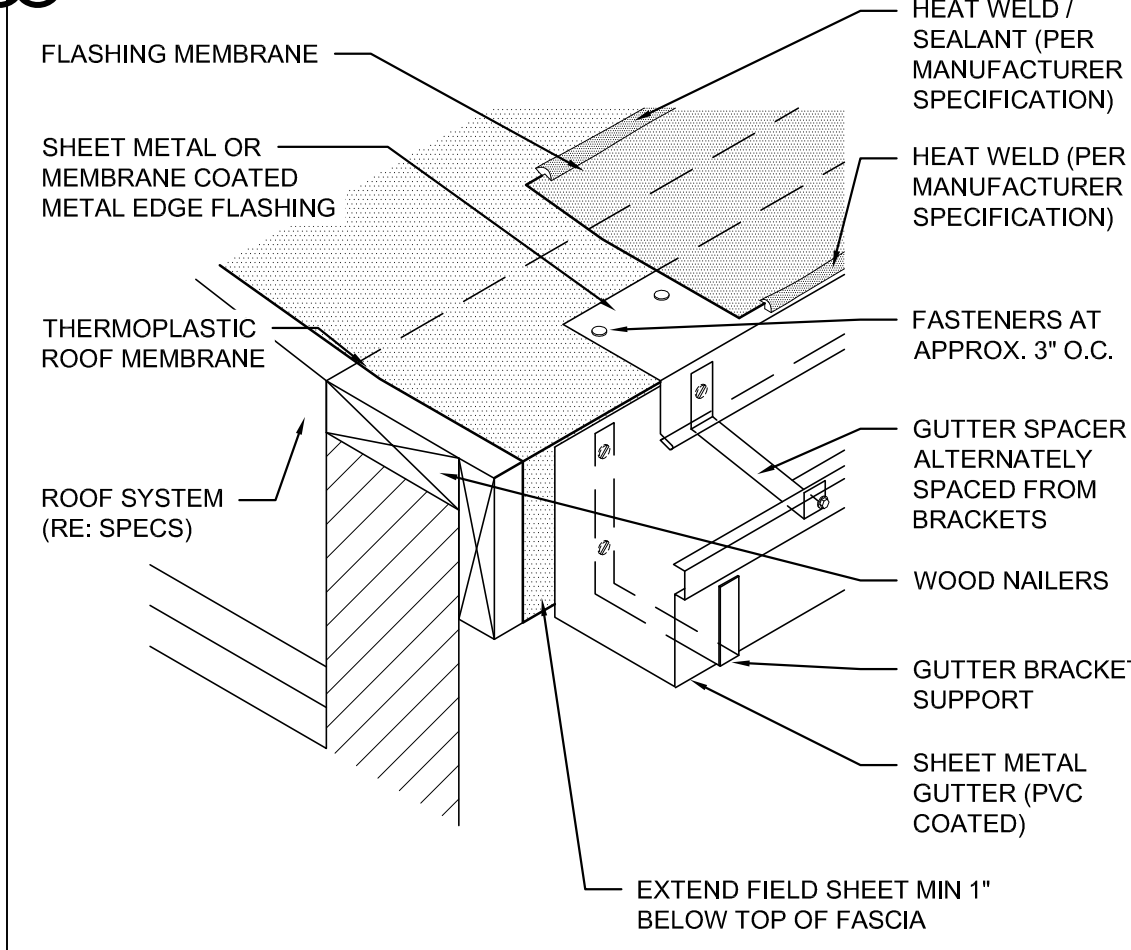 FLASHING MEMBRANE
SHEET METAL OR
MEMBRANE COATED
METAL EDGE FLASHING
THERMOPLASTIC
ROOF MEMBRANE
ROOF SYSTEM
(RE: SPECS)
HEAT WELD /
SEALANT (PER
MANUFACTURER
SPECIFICATION)
HEAT WELD (PER
MANUFACTURER
SPECIFICATION)
FASTENERS AT
APPROX. 3" O.C.
GUTTER SPACER
ALTERNATELY
SPACED FROM
BRACKETS
WOOD NAILERS
GUTTER BRACKET
SUPPORT
SHEET METAL
GUTTER (PVC
COATED)
EXTEND FIELD SHEET MIN 1"
BELOW TOP OF FASCIA